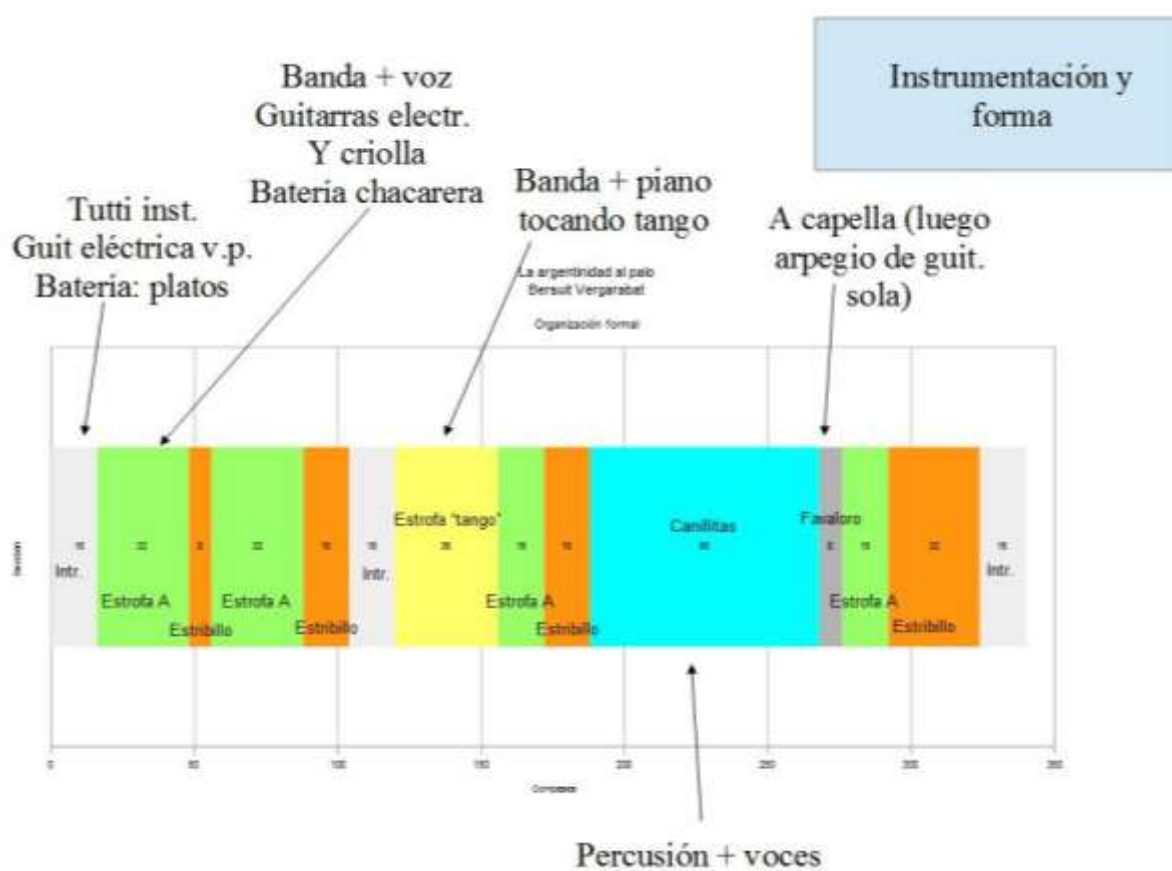 Instrumentación y
forma
Banda + voz
Guitarras electr.
Y criolla
Batería chacarera
Tutti inst.
Guit eléctrica v.p.
Batería: platos
Banda + piano
tocando tango
A capella (luego
arpegio de guit.
sola)
La argentinidad al palo
Bersuit Vergarabat
Organización formal
Intr.
Estrofa A
Estribillo
Estrofa A
Estribillo
Intr.
Estrofa "tango"
Estrofa A
Estribillo
Canillitas
Favaloro
Estrofa A
Estribillo
Intr.
0 50 100 150 200 250 300 350
Percusión + voces